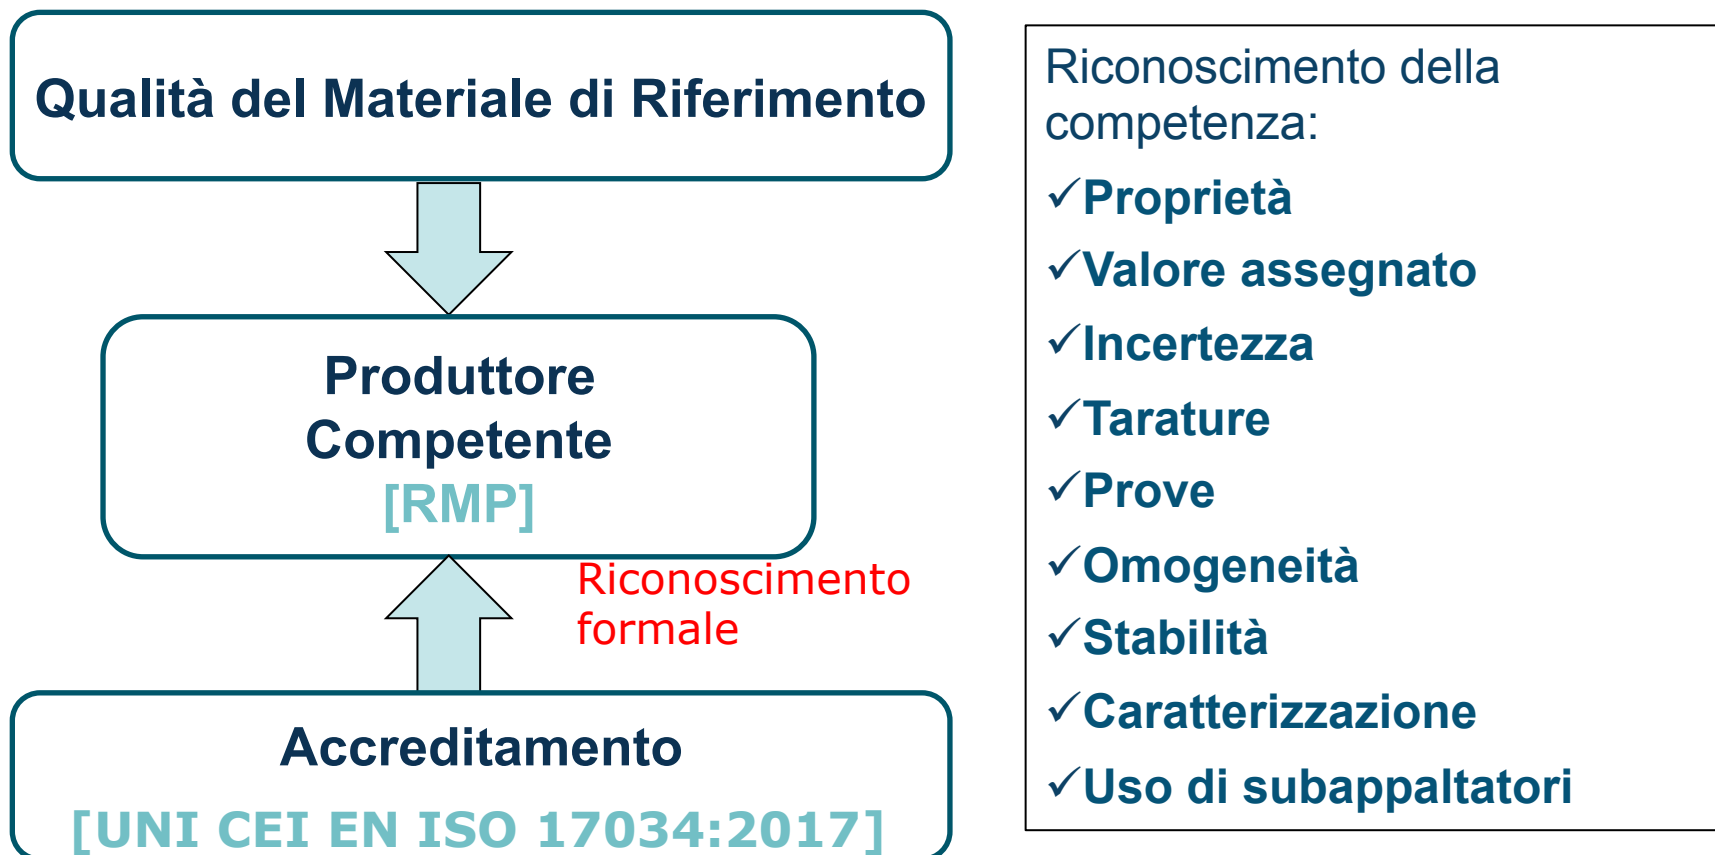 Qualità del Materiale di Riferimento
Produttore
Competente
[RMP]
Riconoscimento
formale
Accreditamento
[UNI CEI EN ISO 17034:2017]
Riconoscimento della
competenza:
✓Proprietà
✓Valore assegnato
✓Incertezza
✓Tarature
✓Prove
✓Omogeneità
✓Stabilità
✓Caratterizzazione
✓Uso di subappaltatori